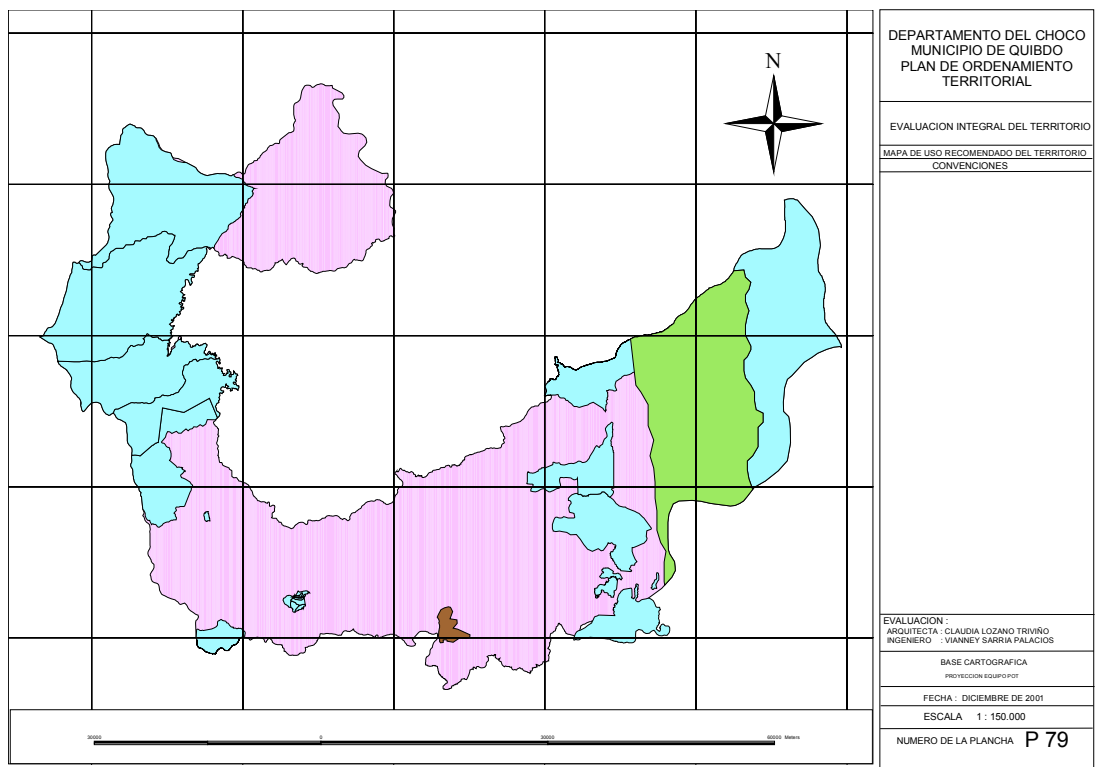 N
DEPARTAMENTO DEL CHOCO
MUNICIPIO DE QUIBDO
PLAN DE ORDENAMIENTO
TERRITORIAL
EVALUACION INTEGRAL DEL TERRITORIO
MAPA DE USO RECOMENDADO DEL TERRITORIO
CONVENCIONES
EVALUACION :
ARQUITECTA : CLAUDIA LOZANO TRIVIÑO
INGENIERO : VIANNEY SARRIA PALACIOS
BASE CARTOGRAFICA
PROYECCION EQUIPO POT
FECHA : DICIEMBRE DE 2001
ESCALA 1 : 150.000
NUMERO DE LA PLANCHA P 79
30000 0 30000 60000 Meters